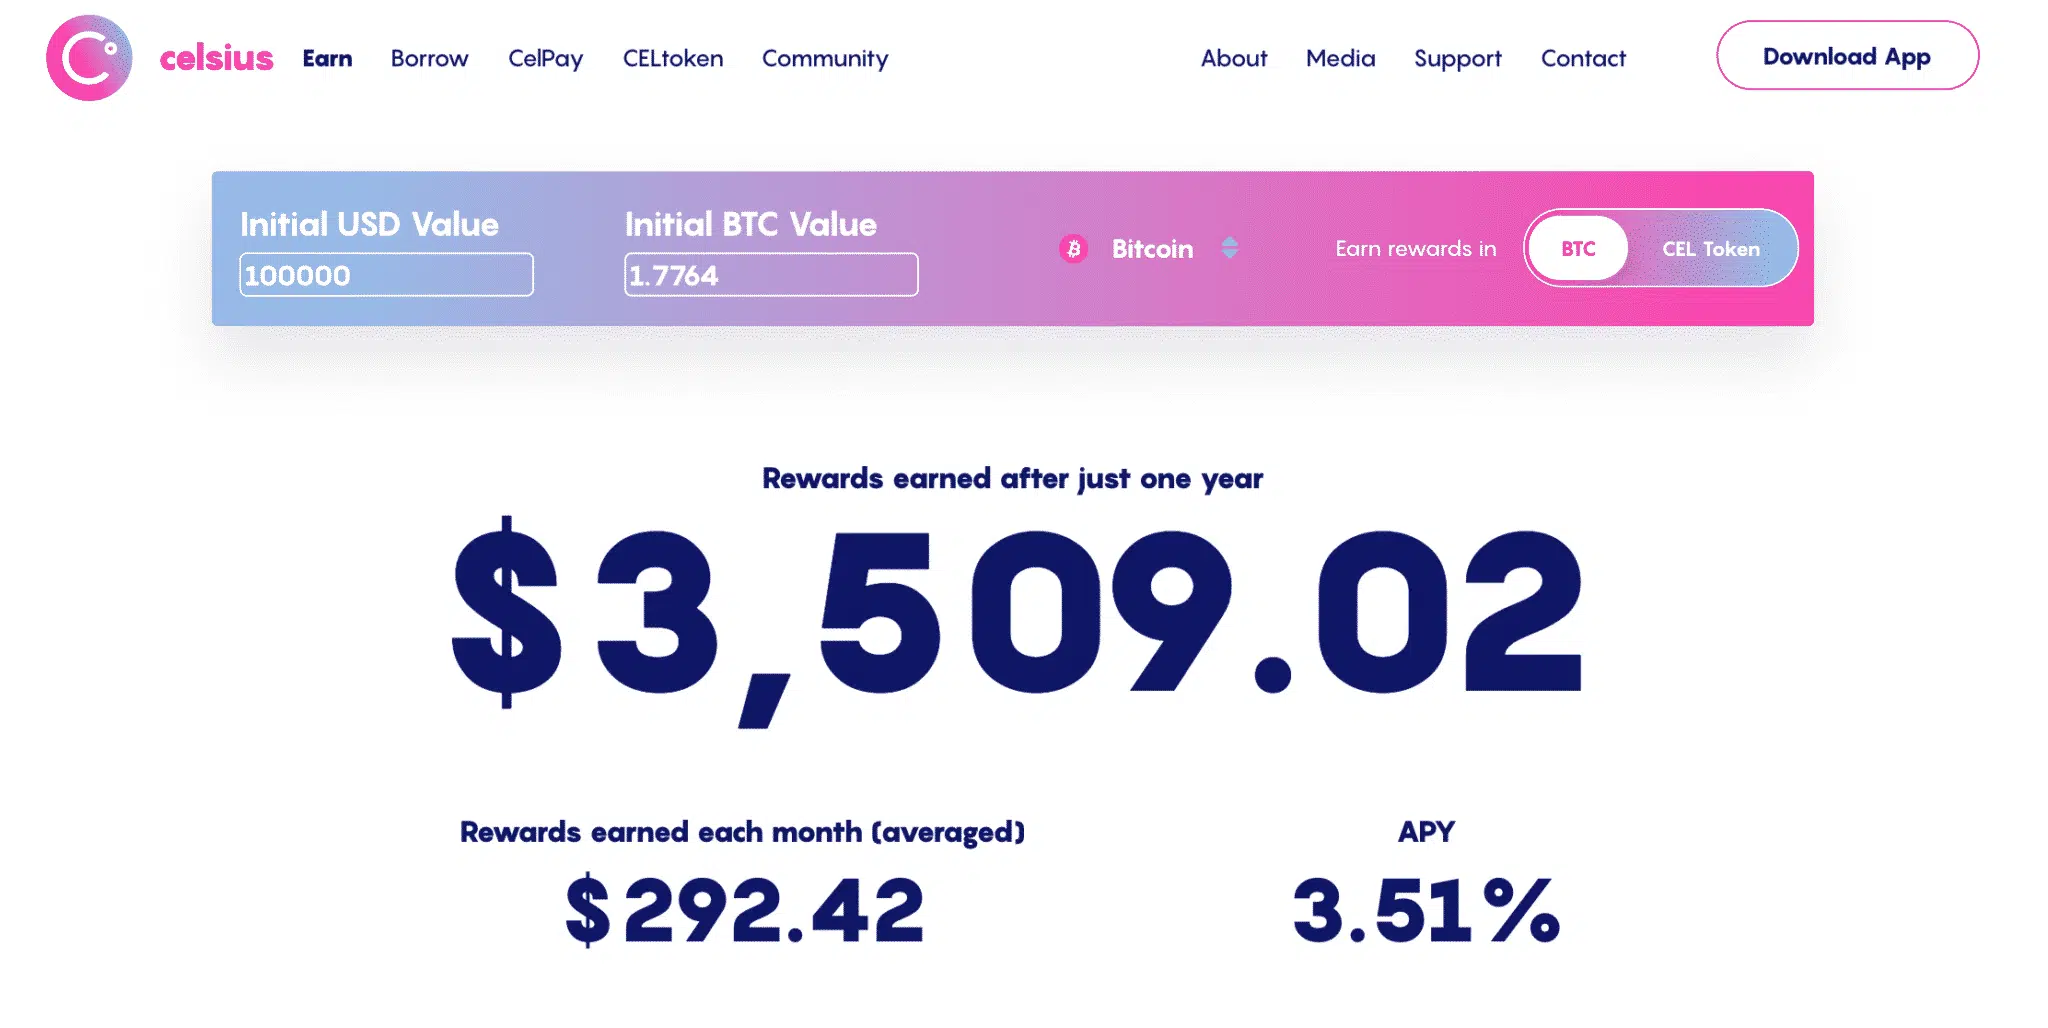 celsius Earn Borrow CelPay CELtoken Community About Media Support Contact Download App
Initial USD Value Initial BTC Value
100000 1.7764 Bitcoin Earn rewards in BTC CEL Token
Rewards earned after just one year
$3,509.02
Rewards earned each month (averaged) APY
$292.42 3.51%